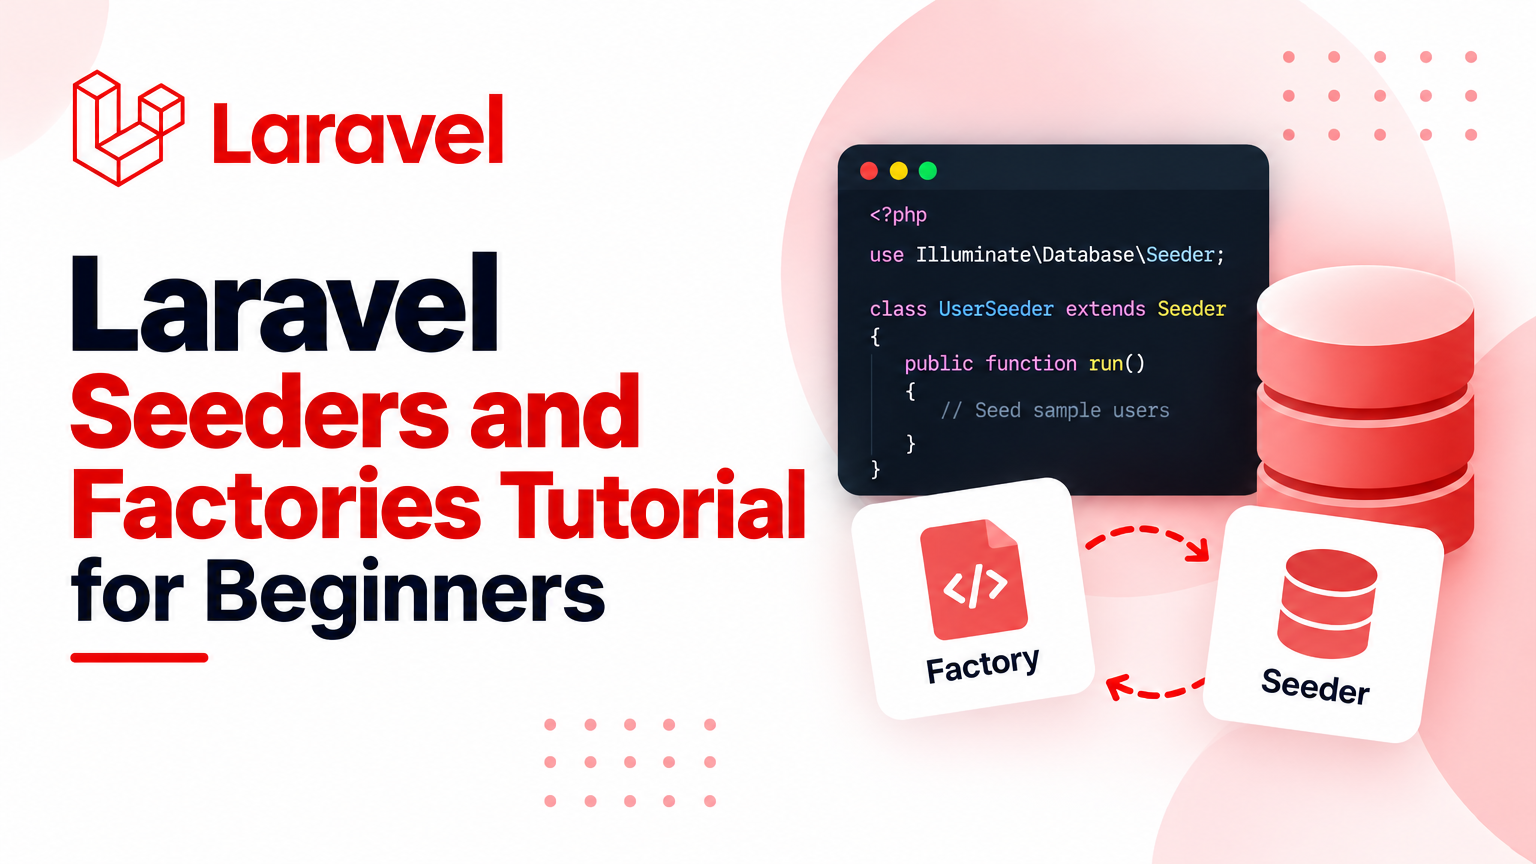 Laravel
Laravel
Seeders and
Factories Tutorial
for Beginners
<?php
use Illuminate\Database\Seeder;
class UserSeeder extends Seeder
{
public function run()
{
// Seed sample users
}
}
</>
Factory
Seeder